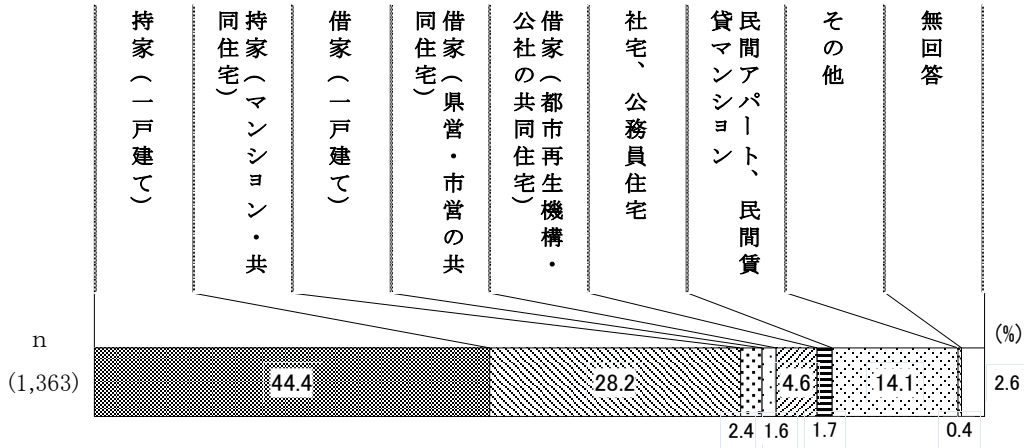 持家（一戸建て）
持家（マンション・共
同住宅）
借家（一戸建て）
借家（県営・市営の共
同住宅）
借家（都市再生機構・
公社の共同住宅）
社宅、公務員住宅
民間アパート、民間賃
貸マンション
その他
無回答
(%)
n
(1,363)
44.4
28.2
2.4
1.6
4.6
1.7
14.1
0.4
2.6